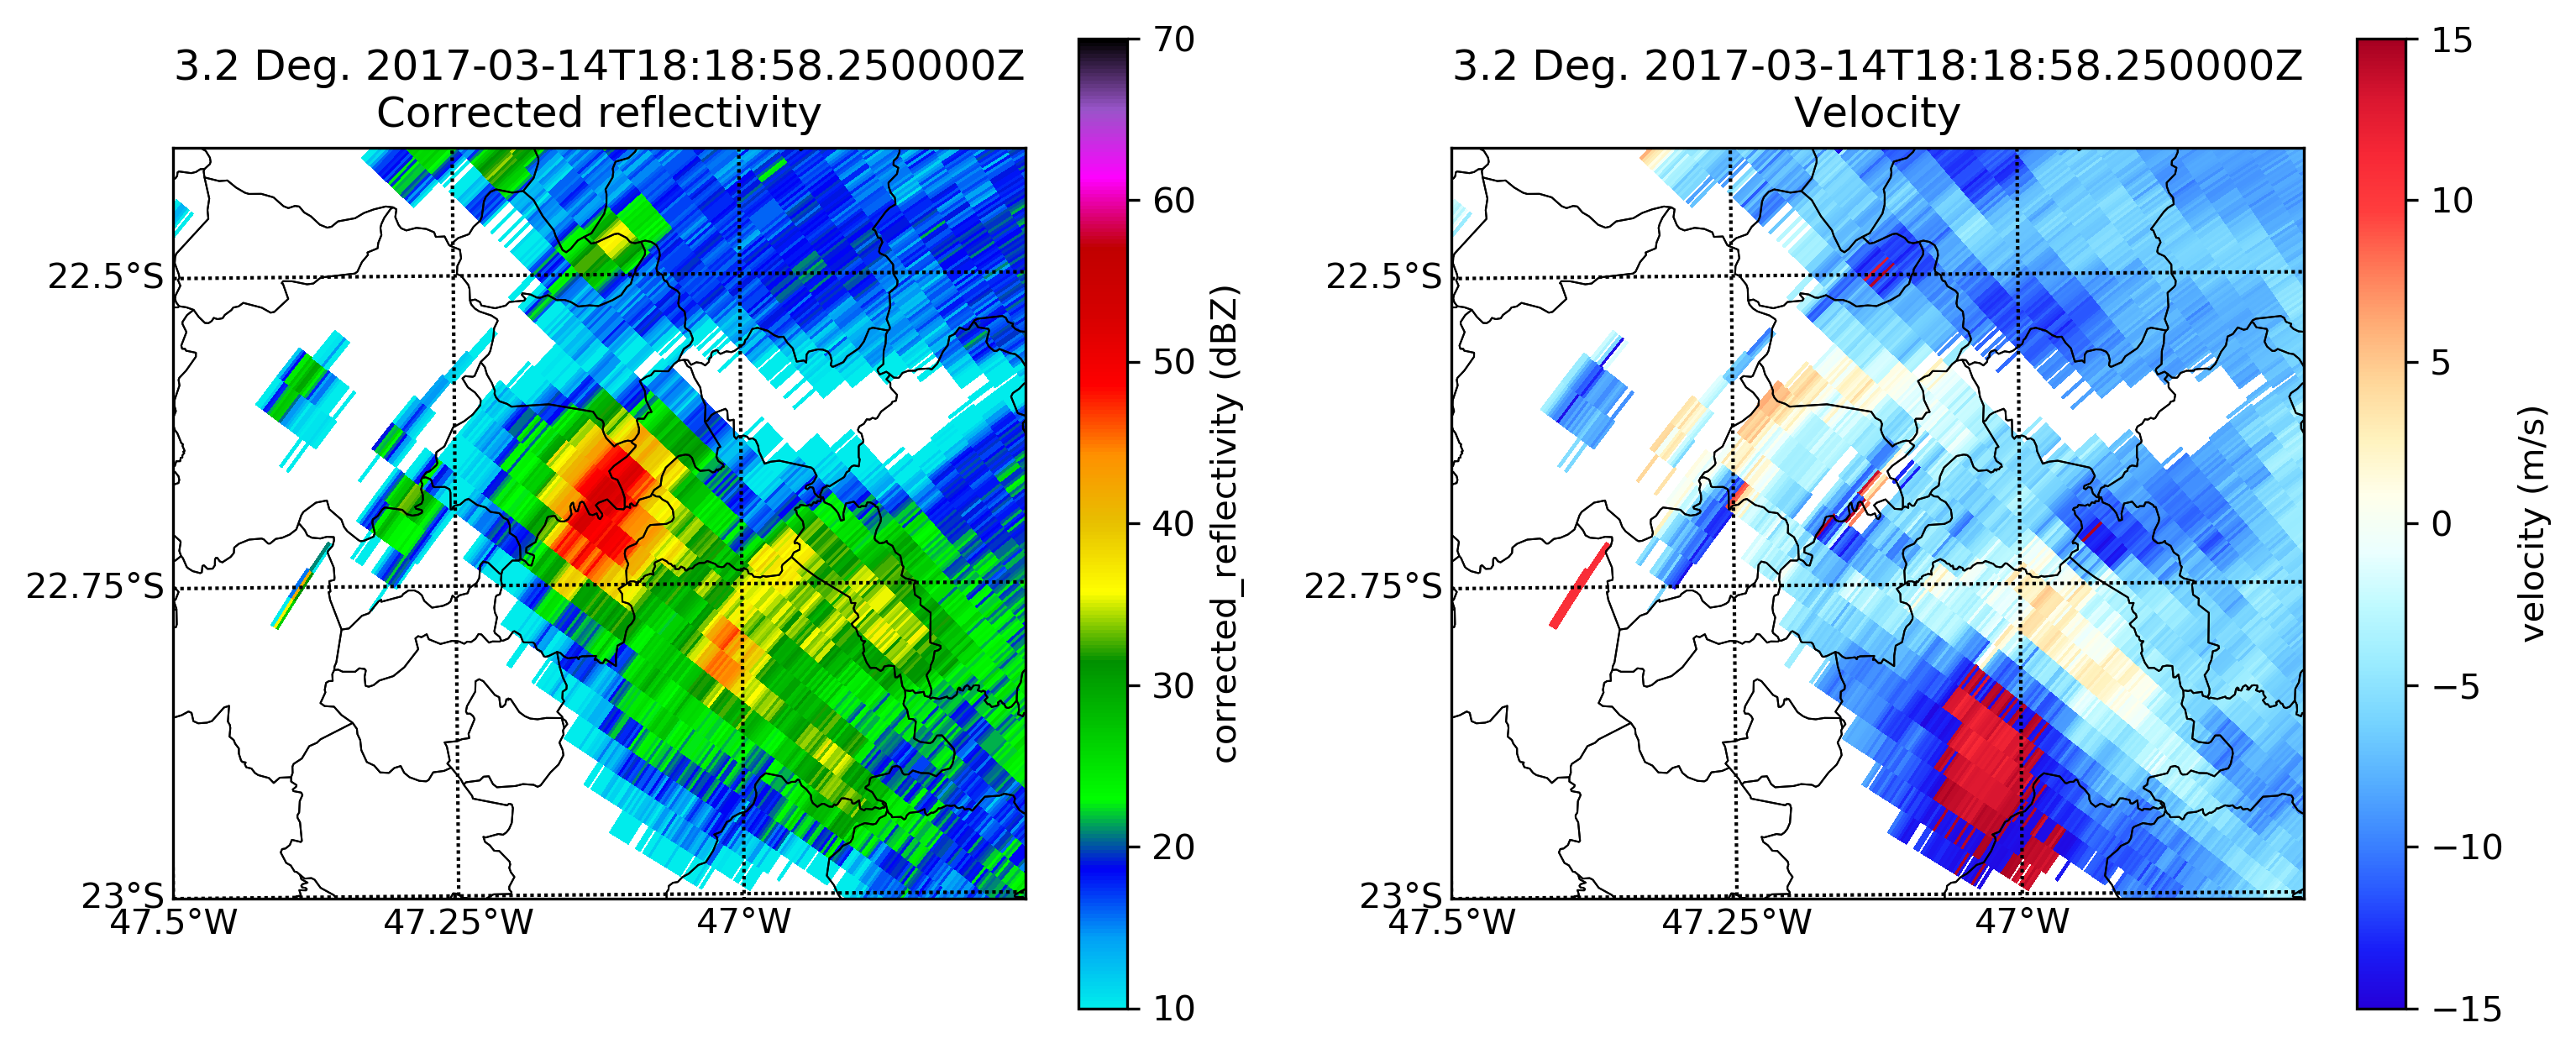 3.2 Deg. 2017-03-14T18:18:58.250000Z
Corrected reflectivity
22.5°S
22.75°S
23°S
47.5°W
47.25°W
47°W
70
60
50
40
30
20
10
corrected_reflectivity (dBZ)
3.2 Deg. 2017-03-14T18:18:58.250000Z
Velocity
22.5°S
22.75°S
23°S
47.5°W
47.25°W
47°W
15
10
5
0
−5
−10
−15
velocity (m/s)